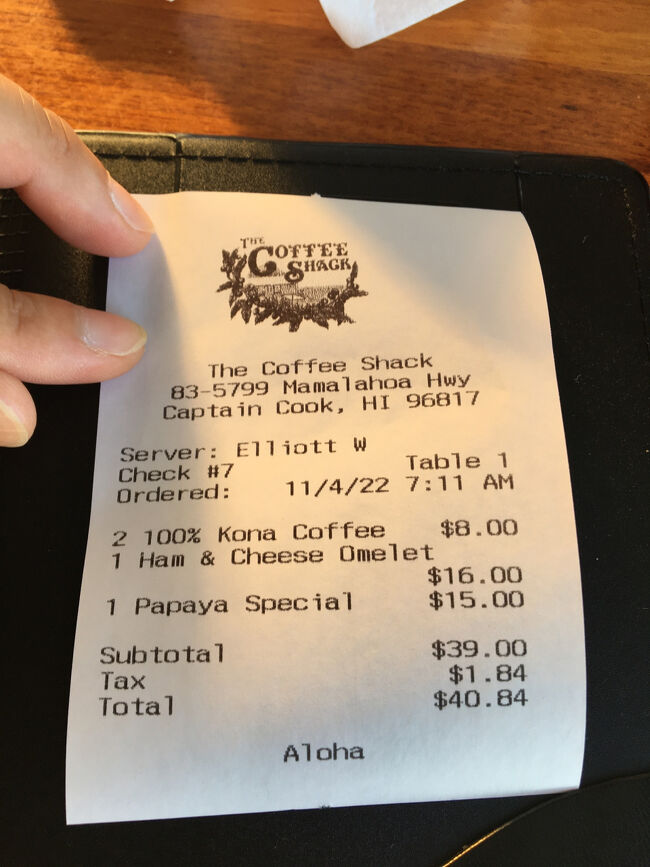 THE COFFEE SHACK
The Coffee Shack
83-5799 Mamalahoa Hwy
Captain Cook, HI 96817
Server: Elliott W
Check #7 Table 1
Ordered: 11/4/22 7:11 AM
2 100% Kona Coffee $8.00
1 Ham & Cheese Omelet
$16.00
1 Papaya Special $15.00
Subtotal $39.00
Tax $1.84
Total $40.84
Aloha